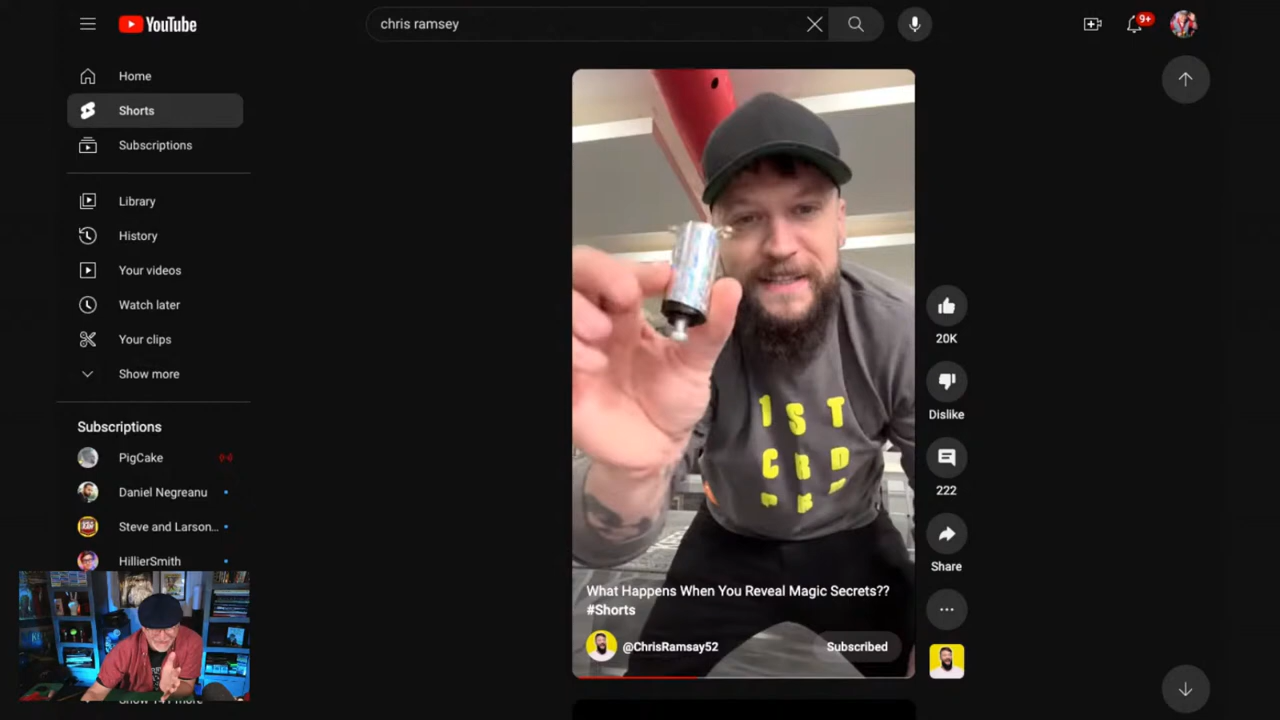 YouTube
chris ramsey
9+
Home
Shorts
Subscriptions
Library
History
Your videos
Watch later
Your clips
Show more
Subscriptions
PigCake
Daniel Negreanu
Steve and Larson...
HillierSmith
1ST
CRD
20K
Dislike
222
Share
What Happens When You Reveal Magic Secrets??
#Shorts
@ChrisRamsay52
Subscribed